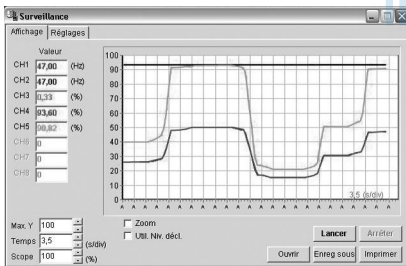 Surveillance
Affichage Réglages
Valeur
CH1 47,00 (Hz)
CH2 47,00 (Hz)
CH3 0,33 (%)
CH4 93,60 (%)
CH5 90,82 (%)
CH6 0
CH7 0
CH8 0
100
90
80
70
60
50
40
30
20
10
0
A A A A A A A A A A A A A A A A A A A A
3,5 (s/div)
Max. Y 100
Temps 3,5 (s/div)
Scope 100 (%)
Zoom
Util. Niv. décl.
Lancer Arrêter
Ouvrir Enreg sous Imprimer